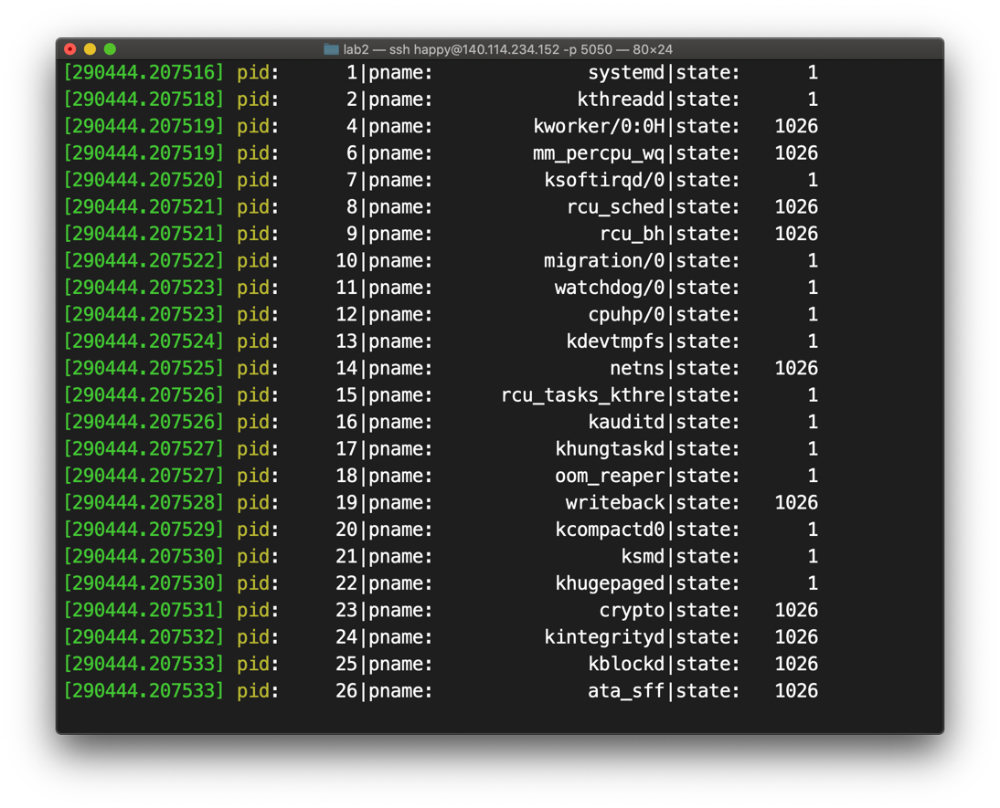 lab2 — ssh happy@140.114.234.152 -p 5050 — 80×24
[290444.207516] pid:      1|pname:              systemd|state:      1
[290444.207518] pid:      2|pname:             kthreadd|state:      1
[290444.207519] pid:      4|pname:         kworker/0:0H|state:   1026
[290444.207519] pid:      6|pname:         mm_percpu_wq|state:   1026
[290444.207520] pid:      7|pname:          ksoftirqd/0|state:      1
[290444.207521] pid:      8|pname:            rcu_sched|state:   1026
[290444.207521] pid:      9|pname:               rcu_bh|state:   1026
[290444.207522] pid:     10|pname:          migration/0|state:      1
[290444.207523] pid:     11|pname:           watchdog/0|state:      1
[290444.207523] pid:     12|pname:              cpuhp/0|state:      1
[290444.207524] pid:     13|pname:            kdevtmpfs|state:      1
[290444.207525] pid:     14|pname:                netns|state:   1026
[290444.207526] pid:     15|pname:      rcu_tasks_kthre|state:      1
[290444.207526] pid:     16|pname:              kauditd|state:      1
[290444.207527] pid:     17|pname:           khungtaskd|state:      1
[290444.207527] pid:     18|pname:           oom_reaper|state:      1
[290444.207528] pid:     19|pname:            writeback|state:   1026
[290444.207529] pid:     20|pname:           kcompactd0|state:      1
[290444.207530] pid:     21|pname:                 ksmd|state:      1
[290444.207530] pid:     22|pname:           khugepaged|state:      1
[290444.207531] pid:     23|pname:               crypto|state:   1026
[290444.207532] pid:     24|pname:          kintegrityd|state:   1026
[290444.207533] pid:     25|pname:              kblockd|state:   1026
[290444.207533] pid:     26|pname:              ata_sff|state:   1026